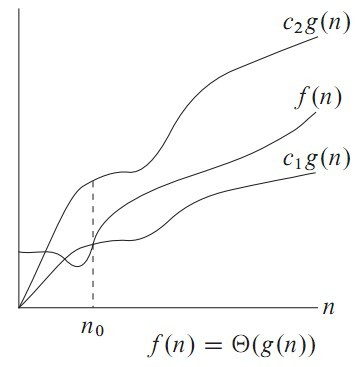 c₂g(n)
f(n)
c₁g(n)
n
n₀
f(n) = Θ(g(n))